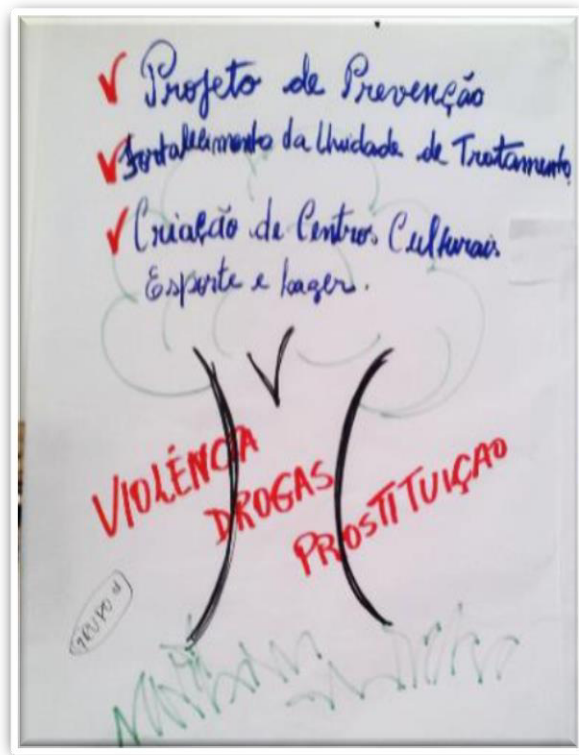 ✓ Projeto de Prevenção
✓ Fortalecimento da Unidade de Tratamento
✓ Criação de Centros Culturais
Esporte e lazer.
VIOLÊNCIA
DROGAS
PROSTITUIÇÃO
GRUPO